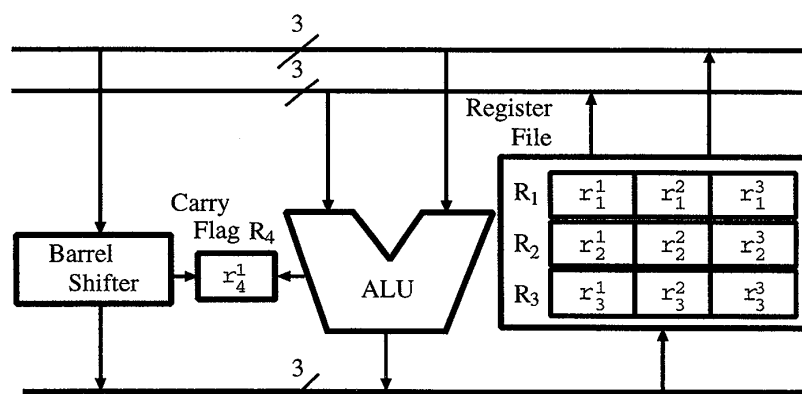 3
3
Register
File
R₁ r₁¹ r₁² r₁³
Carry
Flag R₄
R₂ r₂¹ r₂² r₂³
Barrel
Shifter
r₄¹
ALU
R₃ r₃¹ r₃² r₃³
3